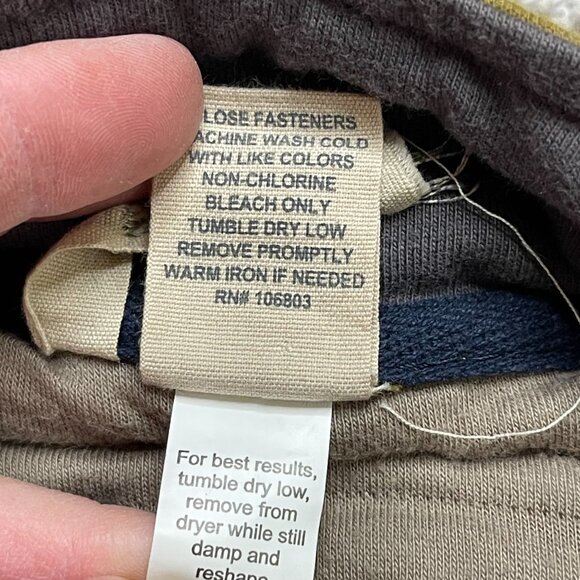 LOSE FASTENERS
ACHINE WASH COLD
WITH LIKE COLORS
NON-CHLORINE
BLEACH ONLY
TUMBLE DRY LOW
REMOVE PROMPTLY
WARM IRON IF NEEDED
RN# 106803
For best results,
tumble dry low,
remove from
dryer while still
damp and
reshape